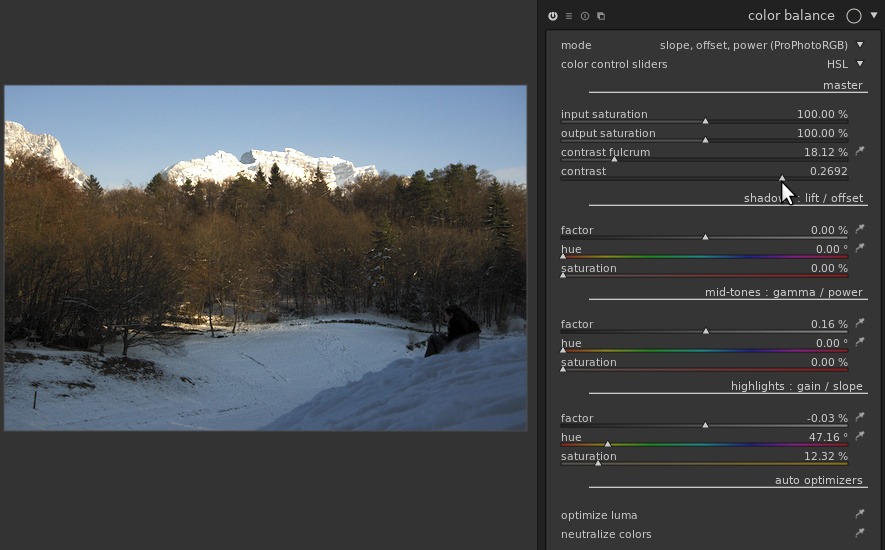 color balance
mode slope, offset, power (ProPhotoRGB)
color control sliders HSL
master
input saturation 100.00 %
output saturation 100.00 %
contrast fulcrum 18.12 %
contrast 0.2692
: lift / offset
factor 0.00 %
hue 0.00 °
saturation 0.00 %
mid-tones : gamma / power
factor 0.16 %
hue 0.00 °
saturation 0.00 %
highlights : gain / slope
factor -0.03 %
hue 47.16 °
saturation 12.32 %
auto optimizers
optimize luma
neutralize colors